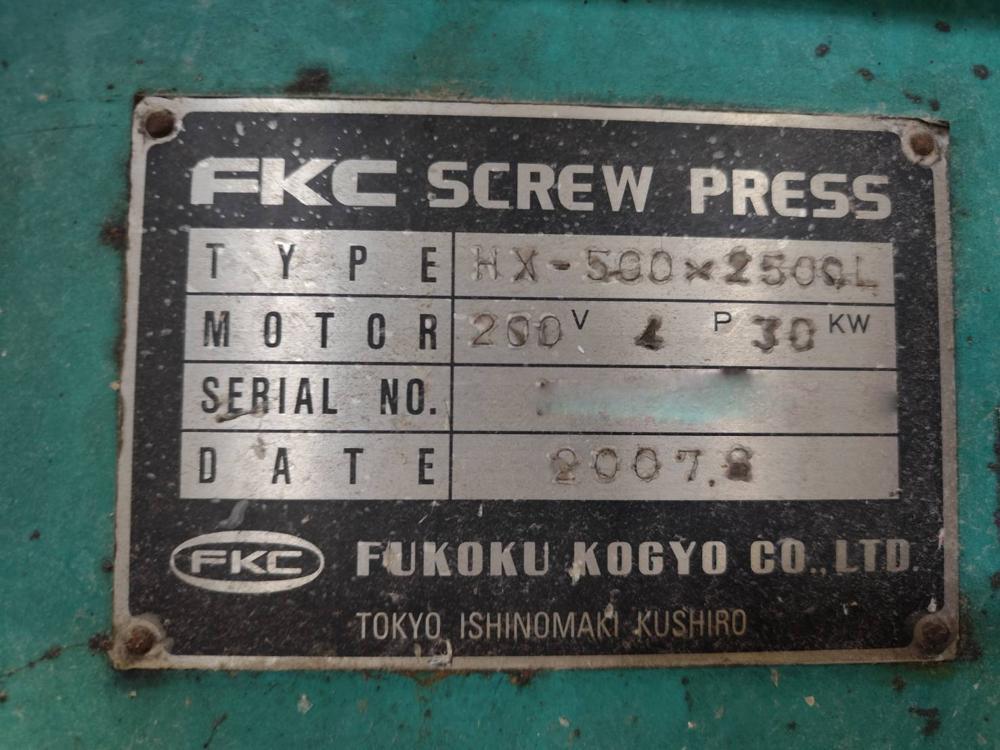 FKC SCREW PRESS
TYPE HX-500×2500L
MOTOR 200V 4 P 30KW
SERIAL NO.
DATE 2007.8
FKC FUKOKU KOGYO CO.,LTD.
TOKYO ISHINOMAKI KUSHIRO